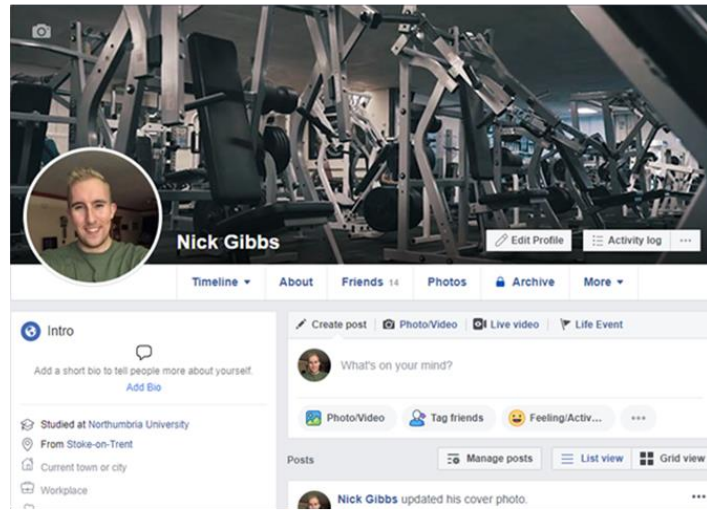 Nick Gibbs
Edit Profile
Activity log
Timeline
About
Friends 14
Photos
Archive
More
Intro
Add a short bio to tell people more about yourself.
Add Bio
Studied at Northumbria University
From Stoke-on-Trent
Current town or city
Workplace
Create post
Photo/Video
Live video
Life Event
What's on your mind?
Photo/Video
Tag friends
Feeling/Activ...
Posts
Manage posts
List view
Grid view
Nick Gibbs updated his cover photo.